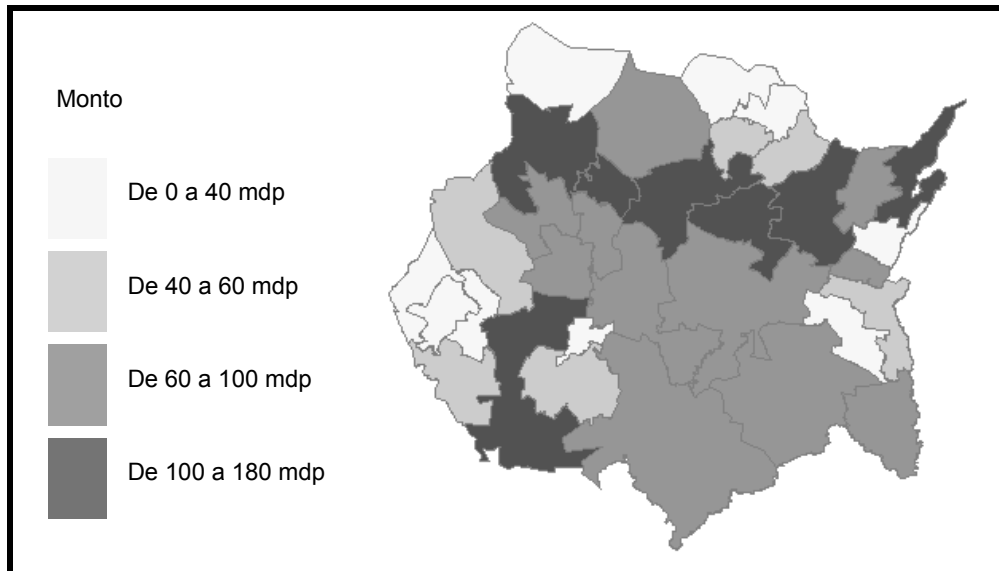 Monto
De 0 a 40 mdp
De 40 a 60 mdp
De 60 a 100 mdp
De 100 a 180 mdp